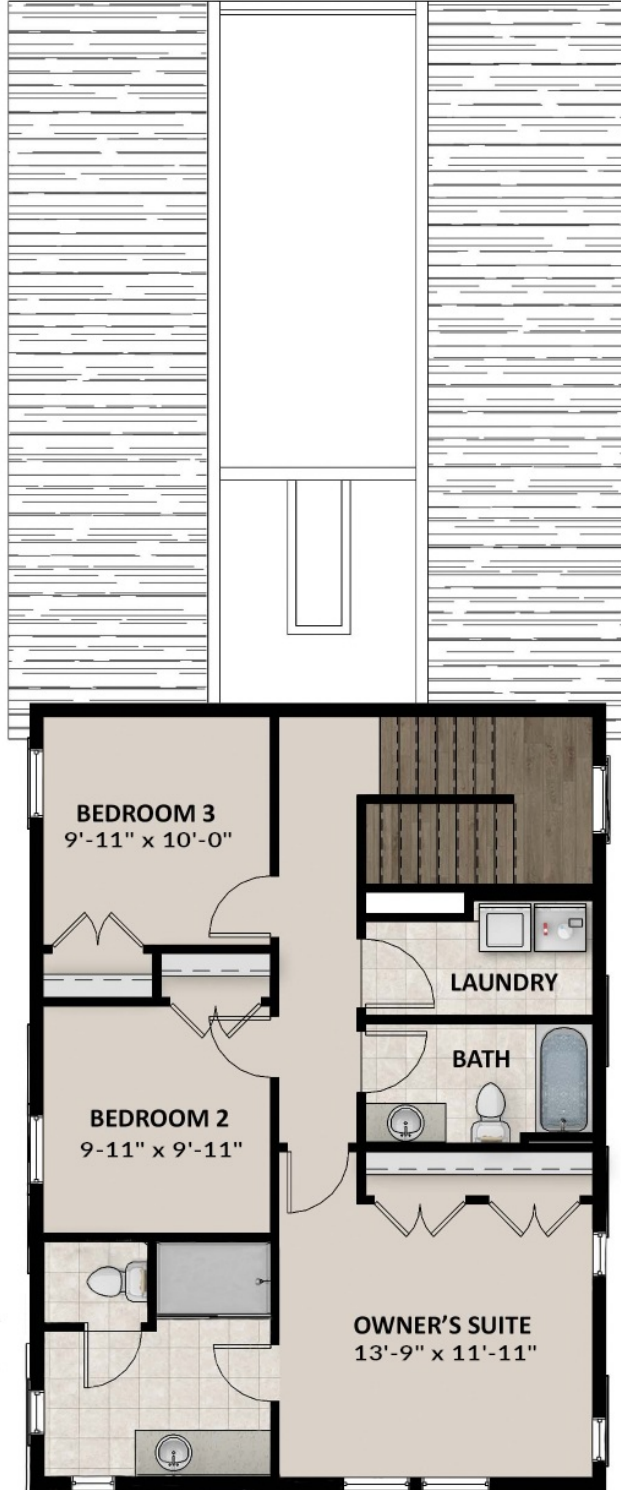 BEDROOM 3
9'-11" x 10'-0"
LAUNDRY
BATH
BEDROOM 2
9-11" x 9'-11"
OWNER'S SUITE
13'-9" x 11'-11"